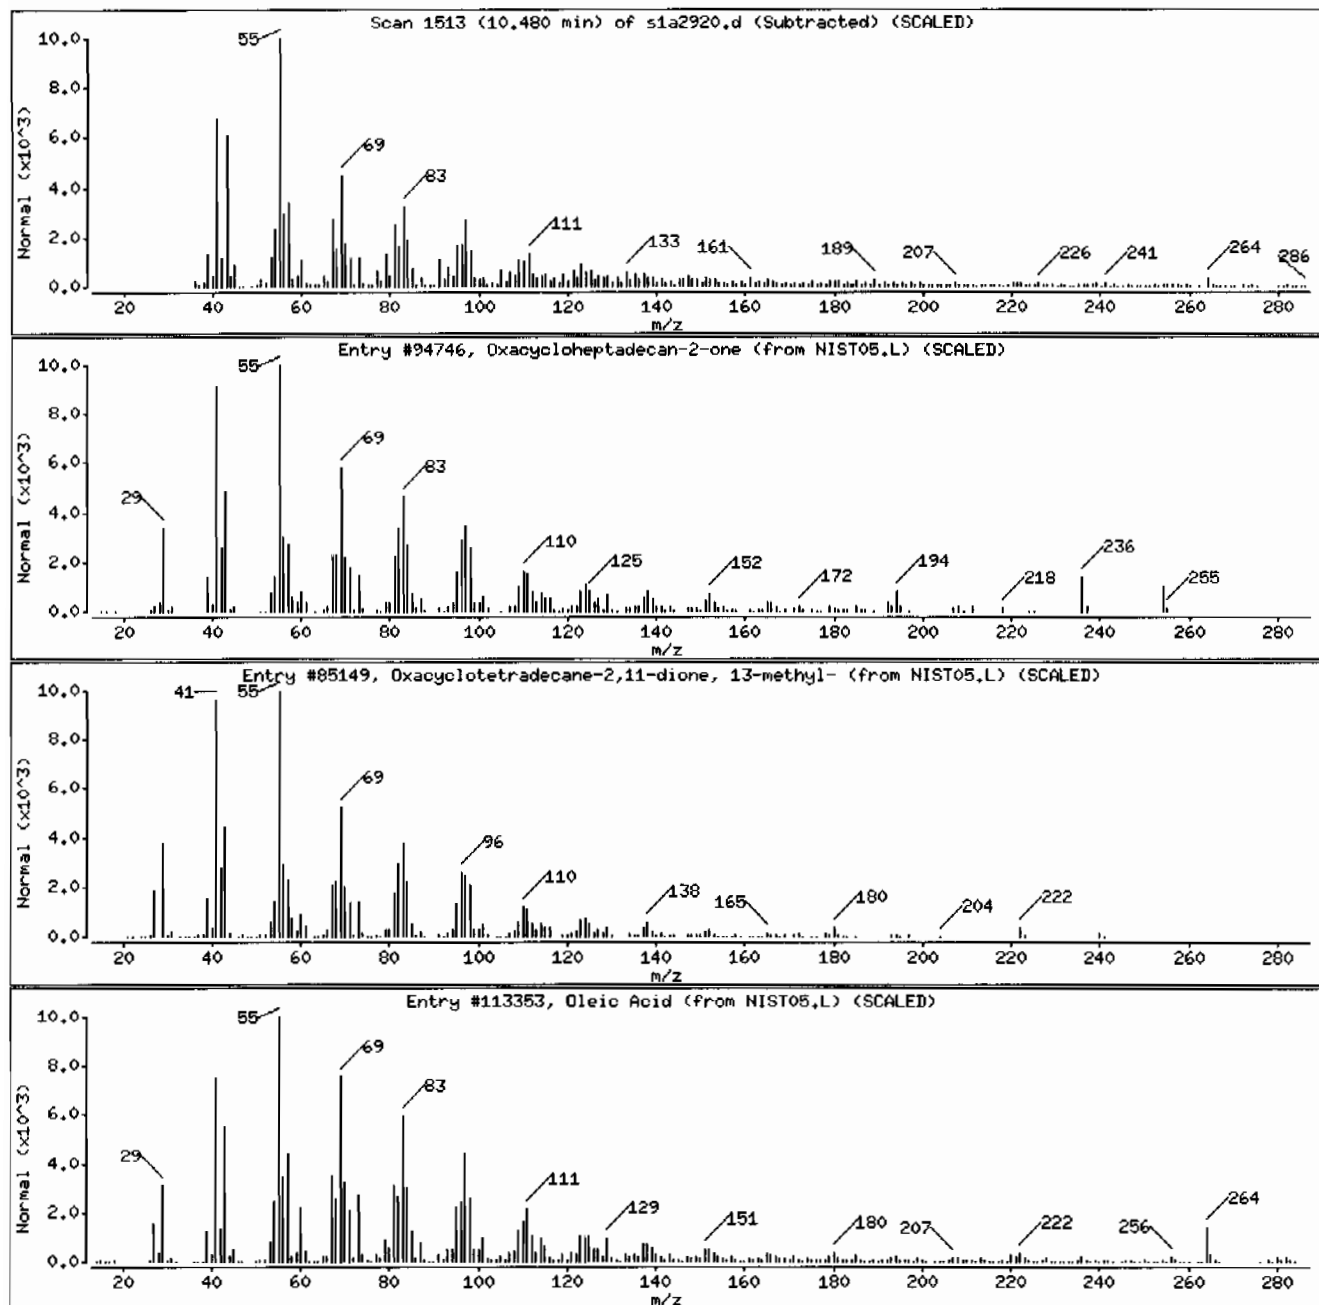 Scan 1513 (10.480 min) of s1a2920.d (Subtracted) (SCALED)
Normal (x10^3)
10.0
8.0
6.0
4.0
2.0
0.0
55 69 83 111 133 161 189 207 226 241 264 286
20 40 60 80 100 120 140 160 180 200 220 240 260 280
m/z
Entry #94746, Oxacycloheptadecan-2-one (from NIST05.L) (SCALED)
Normal (x10^3)
10.0
8.0
6.0
4.0
2.0
0.0
29 55 69 83 110 125 152 172 194 218 236 255
20 40 60 80 100 120 140 160 180 200 220 240 260 280
m/z
Entry #85149, Oxacyclotetradecane-2,11-dione, 13-methyl- (from NIST05.L) (SCALED)
Normal (x10^3)
10.0
8.0
6.0
4.0
2.0
0.0
41 55 69 96 110 138 165 180 204 222
20 40 60 80 100 120 140 160 180 200 220 240 260 280
m/z
Entry #113353, Oleic Acid (from NIST05.L) (SCALED)
Normal (x10^3)
10.0
8.0
6.0
4.0
2.0
0.0
29 55 69 83 111 129 151 180 207 222 256 264
20 40 60 80 100 120 140 160 180 200 220 240 260 280
m/z